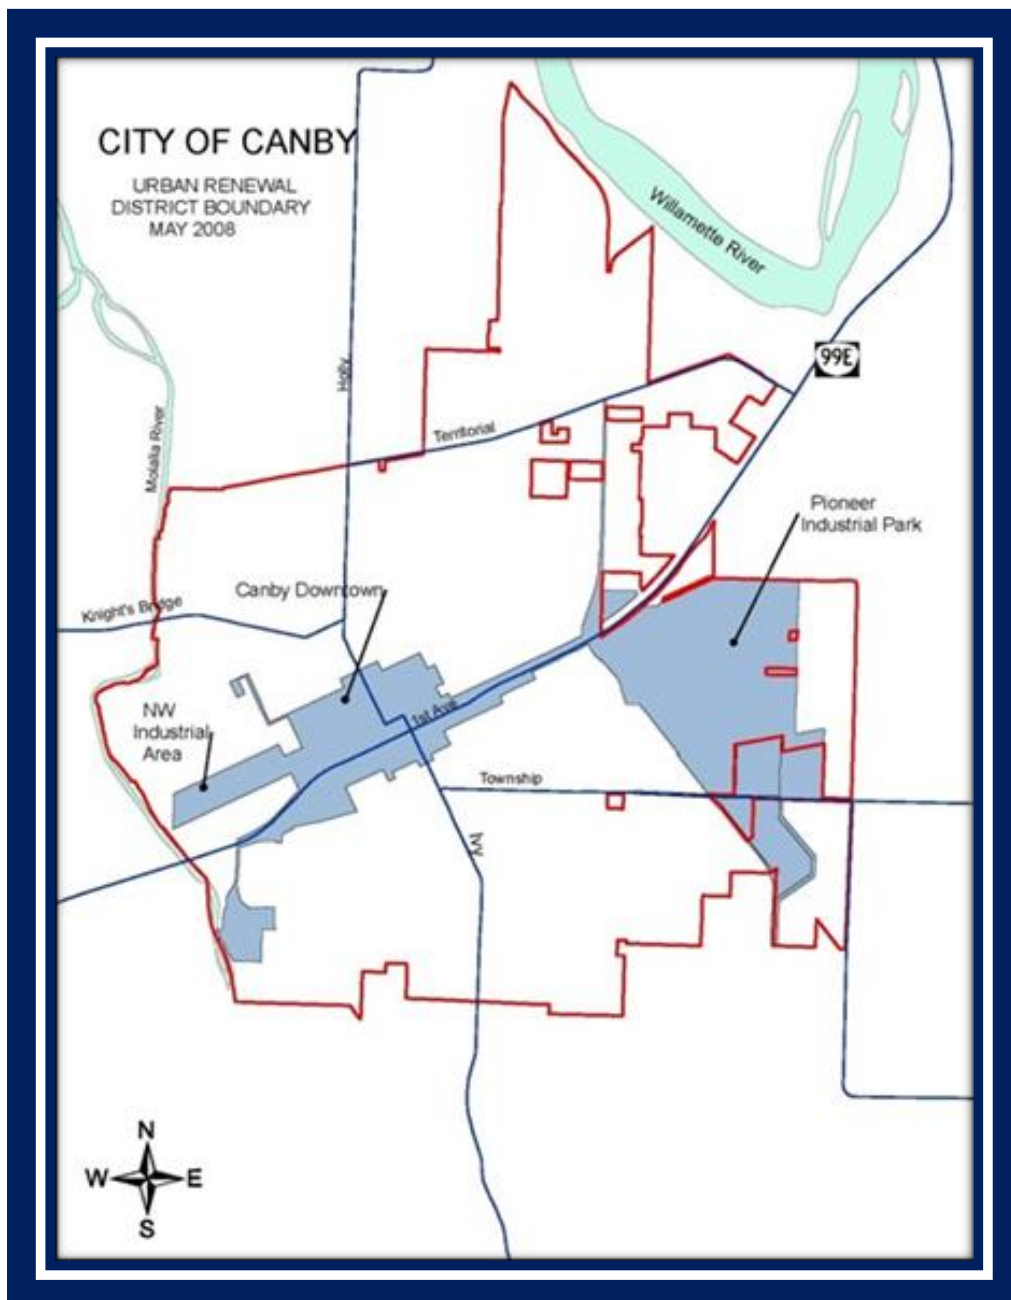 CITY OF CANBY
URBAN RENEWAL
DISTRICT BOUNDARY
MAY 2008
Willamette River
99E
Holly
Territorial
Molalla River
Pioneer
Industrial Park
Canby Downtown
Knight's Bridge
NW
Industrial
Area
1st Ave
Township
Ivy
N
W E
S